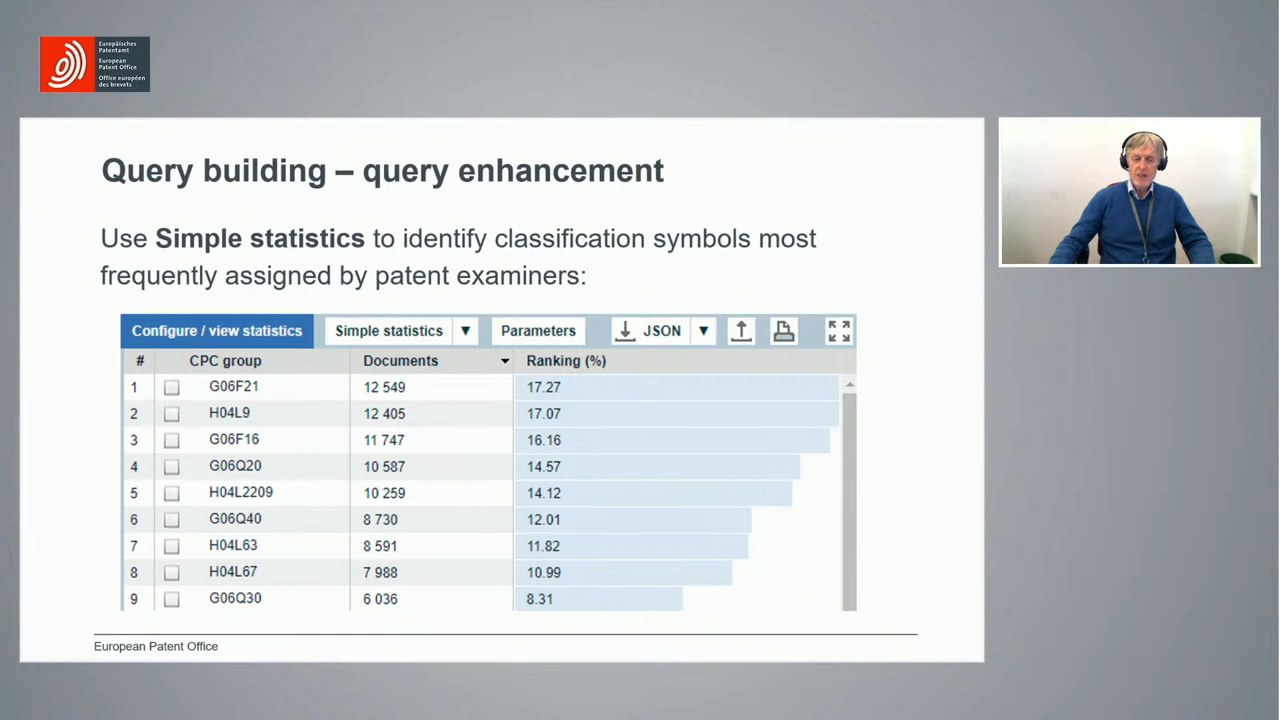 Europäisches
Patentamt
European
Patent Office
Office européen
des brevets
Query building – query enhancement
Use Simple statistics to identify classification symbols most
frequently assigned by patent examiners:
Configure / view statistics Simple statistics Parameters JSON
# CPC group Documents Ranking (%)
1 G06F21 12 549 17.27
2 H04L9 12 405 17.07
3 G06F16 11 747 16.16
4 G06Q20 10 587 14.57
5 H04L2209 10 259 14.12
6 G06Q40 8 730 12.01
7 H04L63 8 591 11.82
8 H04L67 7 988 10.99
9 G06Q30 6 036 8.31
European Patent Office